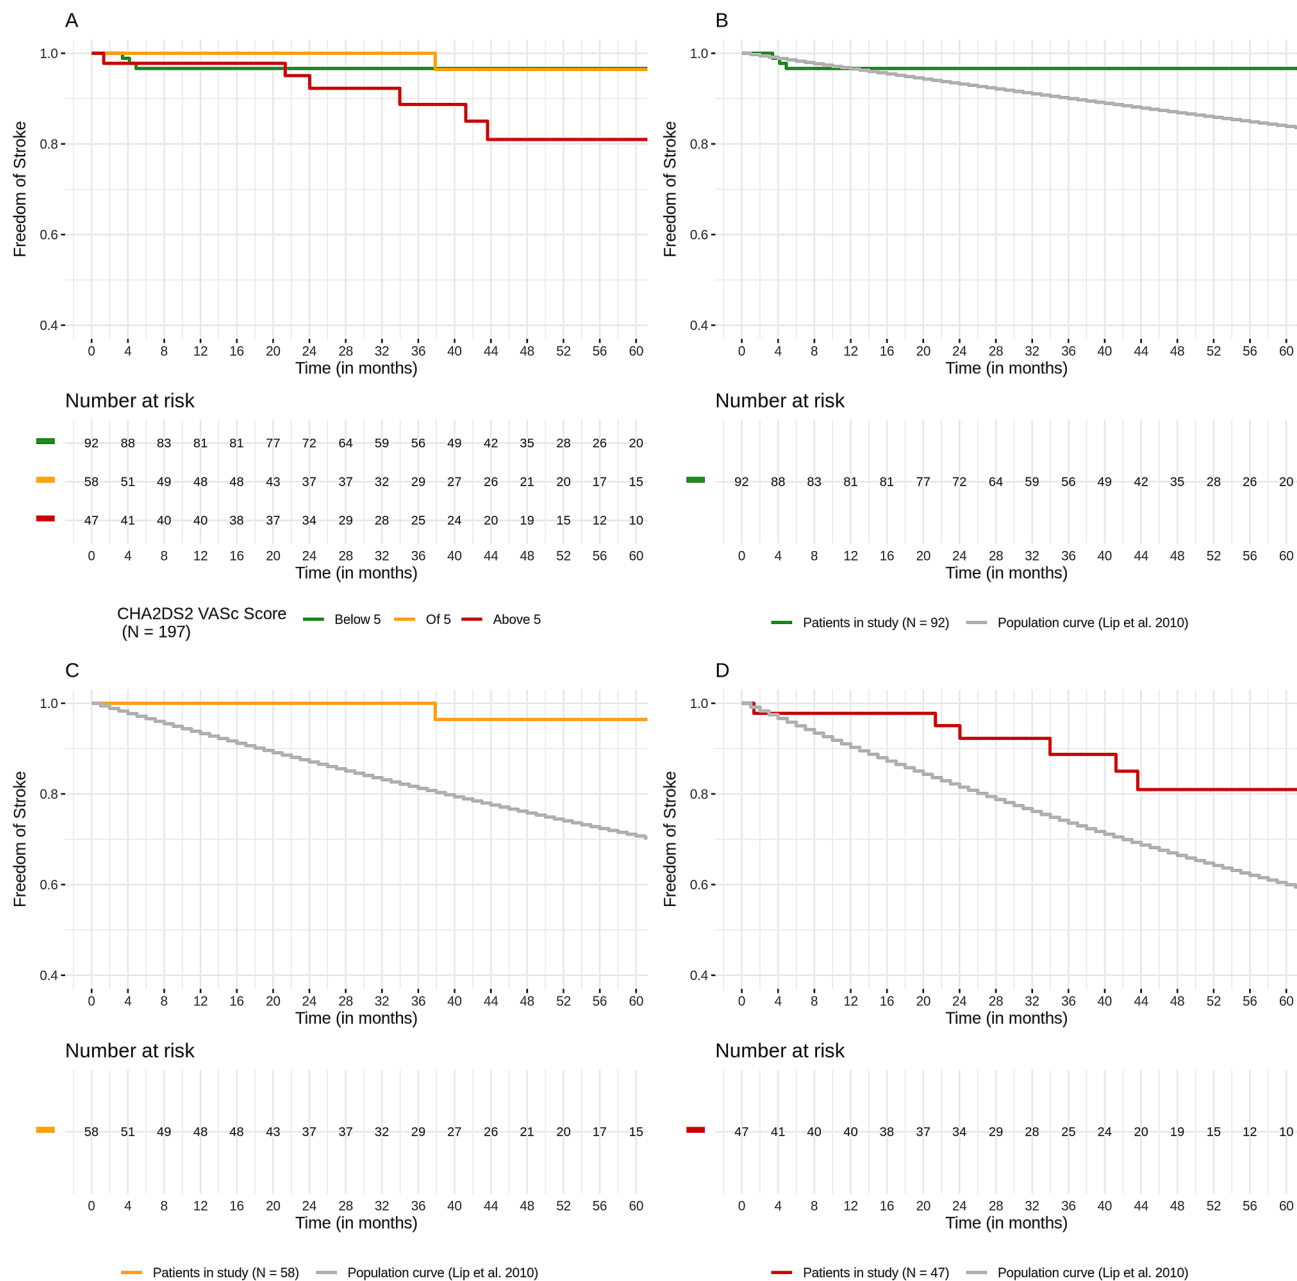 A
Freedom of Stroke
1.0
0.8
0.6
0.4
0 4 8 12 16 20 24 28 32 36 40 44 48 52 56 60
Time (in months)
Number at risk
92 88 83 81 81 77 72 64 59 56 49 42 35 28 26 20
58 51 49 48 48 43 37 37 32 29 27 26 21 20 17 15
47 41 40 40 38 37 34 29 28 25 24 20 19 15 12 10
0 4 8 12 16 20 24 28 32 36 40 44 48 52 56 60
Time (in months)
CHA2DS2 VASc Score
(N = 197)
Below 5 Of 5 Above 5
B
Freedom of Stroke
1.0
0.8
0.6
0.4
0 4 8 12 16 20 24 28 32 36 40 44 48 52 56 60
Time (in months)
Number at risk
92 88 83 81 81 77 72 64 59 56 49 42 35 28 26 20
0 4 8 12 16 20 24 28 32 36 40 44 48 52 56 60
Time (in months)
Patients in study (N = 92) Population curve (Lip et al. 2010)
C
Freedom of Stroke
1.0
0.8
0.6
0.4
0 4 8 12 16 20 24 28 32 36 40 44 48 52 56 60
Time (in months)
Number at risk
58 51 49 48 48 43 37 37 32 29 27 26 21 20 17 15
0 4 8 12 16 20 24 28 32 36 40 44 48 52 56 60
Time (in months)
Patients in study (N = 58) Population curve (Lip et al. 2010)
D
Freedom of Stroke
1.0
0.8
0.6
0.4
0 4 8 12 16 20 24 28 32 36 40 44 48 52 56 60
Time (in months)
Number at risk
47 41 40 40 38 37 34 29 28 25 24 20 19 15 12 10
0 4 8 12 16 20 24 28 32 36 40 44 48 52 56 60
Time (in months)
Patients in study (N = 47) Population curve (Lip et al. 2010)